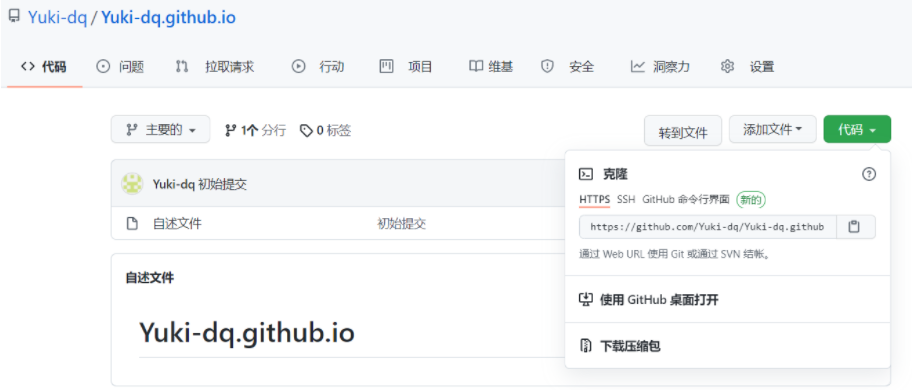 Yuki-dq / Yuki-dq.github.io
代码 问题 拉取请求 行动 项目 维基 安全 洞察力 设置
主要的 1个 分行 0 标签 转到文件 添加文件 代码
Yuki-dq 初始提交
自述文件 初始提交
克隆
HTTPS SSH GitHub 命令行界面 新的
https://github.com/Yuki-dq/Yuki-dq.github
通过 Web URL 使用 Git 或通过 SVN 结帐。
使用 GitHub 桌面打开
下载压缩包
自述文件
Yuki-dq.github.io